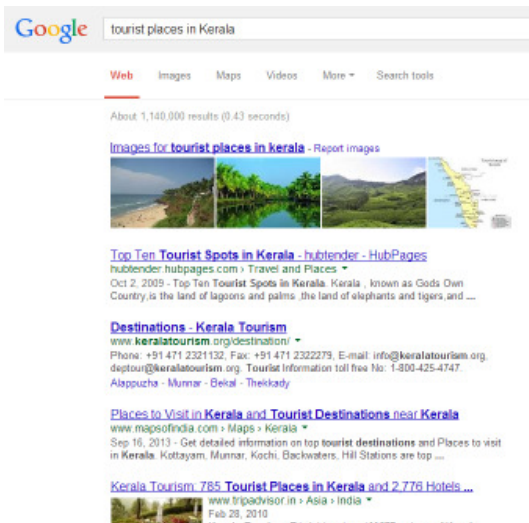 Google
tourist places in Kerala
Web Images Maps Videos More Search tools
About 1,140,000 results (0.43 seconds)
Images for tourist places in kerala - Report images
Top Ten Tourist Spots in Kerala - hubtender - HubPages
hubtender.hubpages.com › Travel and Places
Oct 2, 2009 - Top Ten Tourist Spots in Kerala. Kerala , known as Gods Own
Country,is the land of lagoons and palms ,the land of elephants and tigers,and ....
Destinations - Kerala Tourism
www.keralatourism.org/destination/
Phone: +91 471 2321132, Fax: +91 471 2322279, E-mail: info@keralatourism.org,
deptour@keralatourism.org. Tourist Information toll free No: 1-800-425-4747.
Alappuzha - Munnar - Bekal - Thekkady
Places to Visit in Kerala and Tourist Destinations near Kerala
www.mapsofindia.com › Maps › Kerala
Sep 16, 2013 - Get detailed information on top tourist destinations and Places to visit
in Kerala. Kottayam, Munnar, Kochi, Backwaters, Hill Stations are top ....
Kerala Tourism: 785 Tourist Places in Kerala and 2,776 Hotels ...
www.tripadvisor.in › Asia › India
Feb 28, 2010